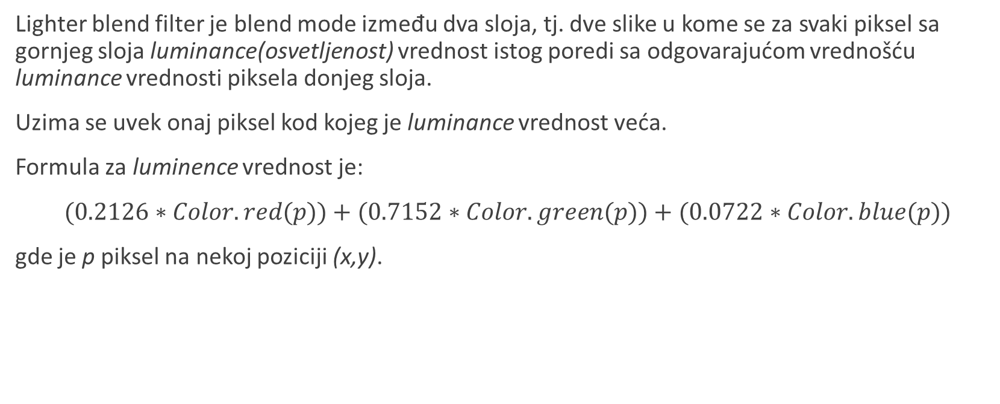 Lighter blend filter je blend mode između dva sloja, tj. dve slike u kome se za svaki piksel sa
gornjeg sloja luminance(osvetljenost) vrednost istog poredi sa odgovarajućom vrednošću
luminance vrednosti piksela donjeg sloja.
Uzima se uvek onaj piksel kod kojeg je luminance vrednost veća.
Formula za luminence vrednost je:
(0.2126 ∗ Color. red(p)) + (0.7152 ∗ Color. green(p)) + (0.0722 ∗ Color. blue(p))
gde je p piksel na nekoj poziciji (x,y).